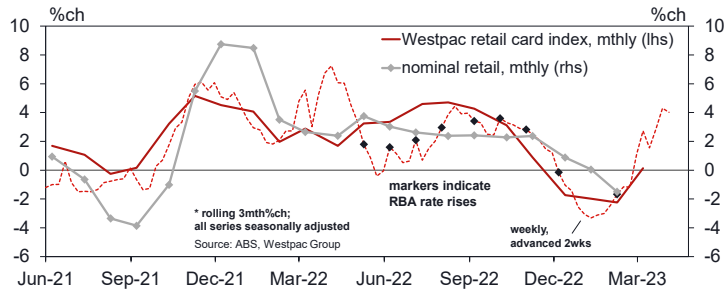 %ch
%ch
10
8
6
4
2
0
-2
-4
-6
10
8
6
4
2
0
-2
-4
-6
Westpac retail card index, mthly (lhs)
nominal retail, mthly (rhs)
markers indicate
RBA rate rises
* rolling 3mth%ch;
all series seasonally adjusted
Source: ABS, Westpac Group
weekly,
advanced 2wks
Jun-21
Sep-21
Dec-21
Mar-22
Jun-22
Sep-22
Dec-22
Mar-23